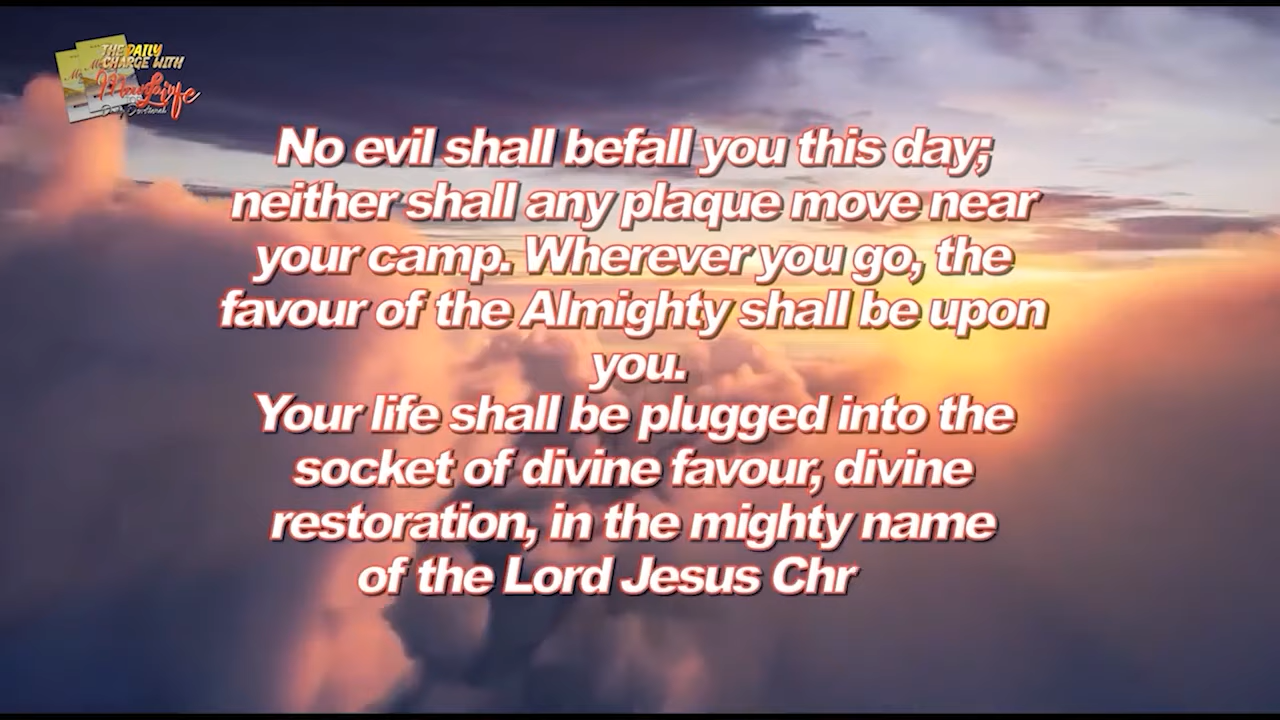 THE DAILY
CHARGE WITH
No evil shall befall you this day;
neither shall any plaque move near
your camp. Wherever you go, the
favour of the Almighty shall be upon
you.
Your life shall be plugged into the
socket of divine favour, divine
restoration, in the mighty name
of the Lord Jesus Chr